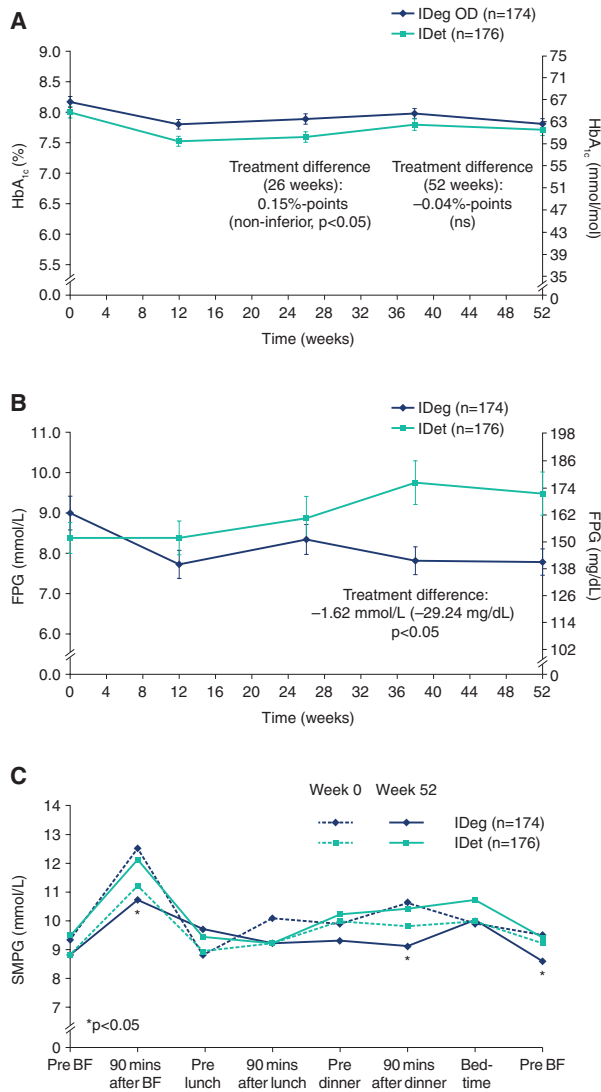 A
IDeg OD (n=174)
IDet (n=176)
9.0
8.5
8.0
7.5
7.0
6.5
6.0
5.5
0.0
HbA1c (%)
75
71
67
63
59
55
51
47
43
39
35
0
HbA1c (mmol/mol)
Treatment difference
(26 weeks):
0.15%-points
(non-inferior, p<0.05)
Treatment difference
(52 weeks):
–0.04%-points
(ns)
0 4 8 12 16 20 24 28 32 36 40 44 48 52
Time (weeks)
B
IDeg (n=174)
IDet (n=176)
11.0
10.0
9.0
8.0
7.0
6.0
0.0
FPG (mmol/L)
198
186
174
162
150
138
126
114
102
0
FPG (mg/dL)
Treatment difference:
–1.62 mmol/L (–29.24 mg/dL)
p<0.05
0 4 8 12 16 20 24 28 32 36 40 44 48 52
Time (weeks)
C
Week 0 Week 52
IDeg (n=174)
IDet (n=176)
14
13
12
11
10
9
8
7
0
SMPG (mmol/L)
*
*
*
*p<0.05
Pre BF 90 mins Pre 90 mins Pre 90 mins Bed- Pre BF
after BF lunch after lunch dinner after dinner time